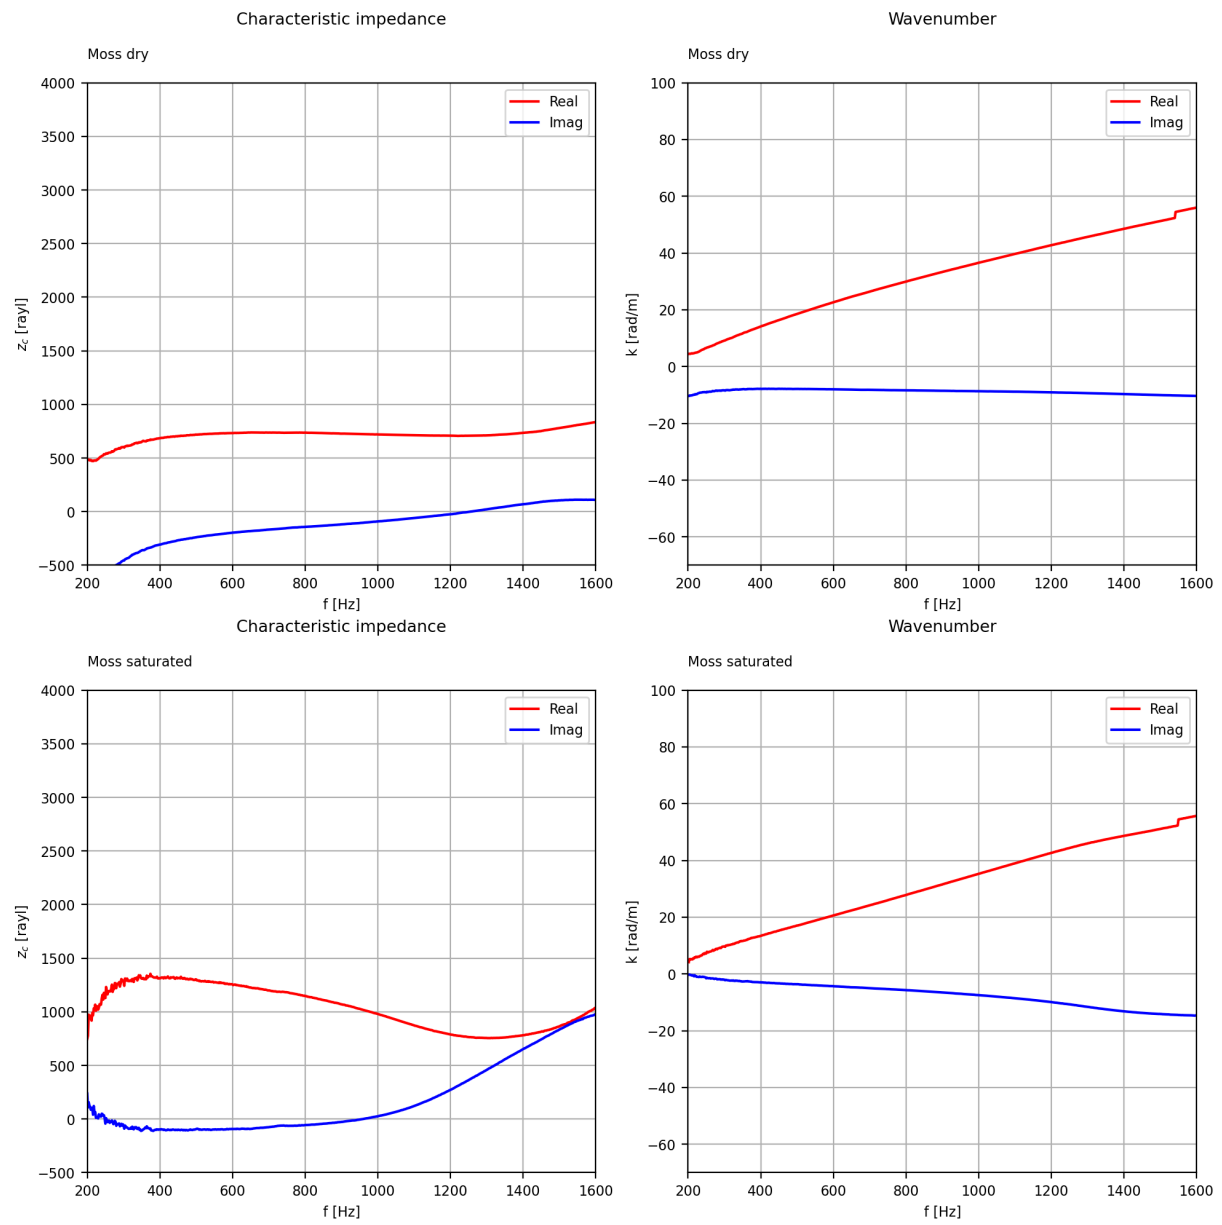 Characteristic impedance
Moss dry
Real
Imag
4000
3500
3000
2500
2000
1500
1000
500
0
−500
z_c [rayl]
200 400 600 800 1000 1200 1400 1600
f [Hz]
Wavenumber
Moss dry
Real
Imag
100
80
60
40
20
0
−20
−40
−60
k [rad/m]
200 400 600 800 1000 1200 1400 1600
f [Hz]
Characteristic impedance
Moss saturated
Real
Imag
4000
3500
3000
2500
2000
1500
1000
500
0
−500
z_c [rayl]
200 400 600 800 1000 1200 1400 1600
f [Hz]
Wavenumber
Moss saturated
Real
Imag
100
80
60
40
20
0
−20
−40
−60
k [rad/m]
200 400 600 800 1000 1200 1400 1600
f [Hz]